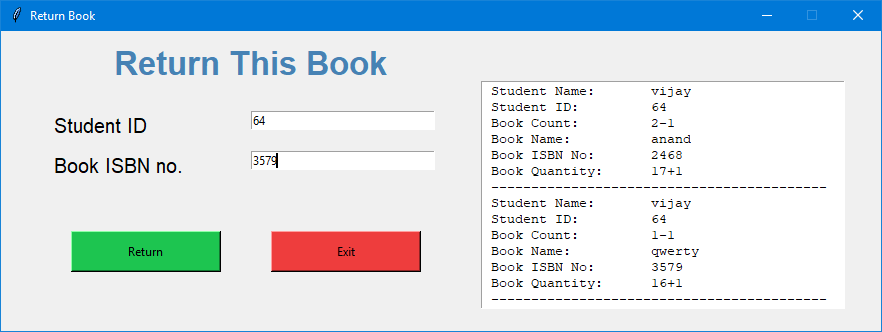 Return Book
Return This Book
Student ID
64
Book ISBN no.
3579
Return
Exit
Student Name: vijay
Student ID: 64
Book Count: 2-1
Book Name: anand
Book ISBN No: 2468
Book Quantity: 17+1
------------------------------------------
Student Name: vijay
Student ID: 64
Book Count: 1-1
Book Name: qwerty
Book ISBN No: 3579
Book Quantity: 16+1
------------------------------------------